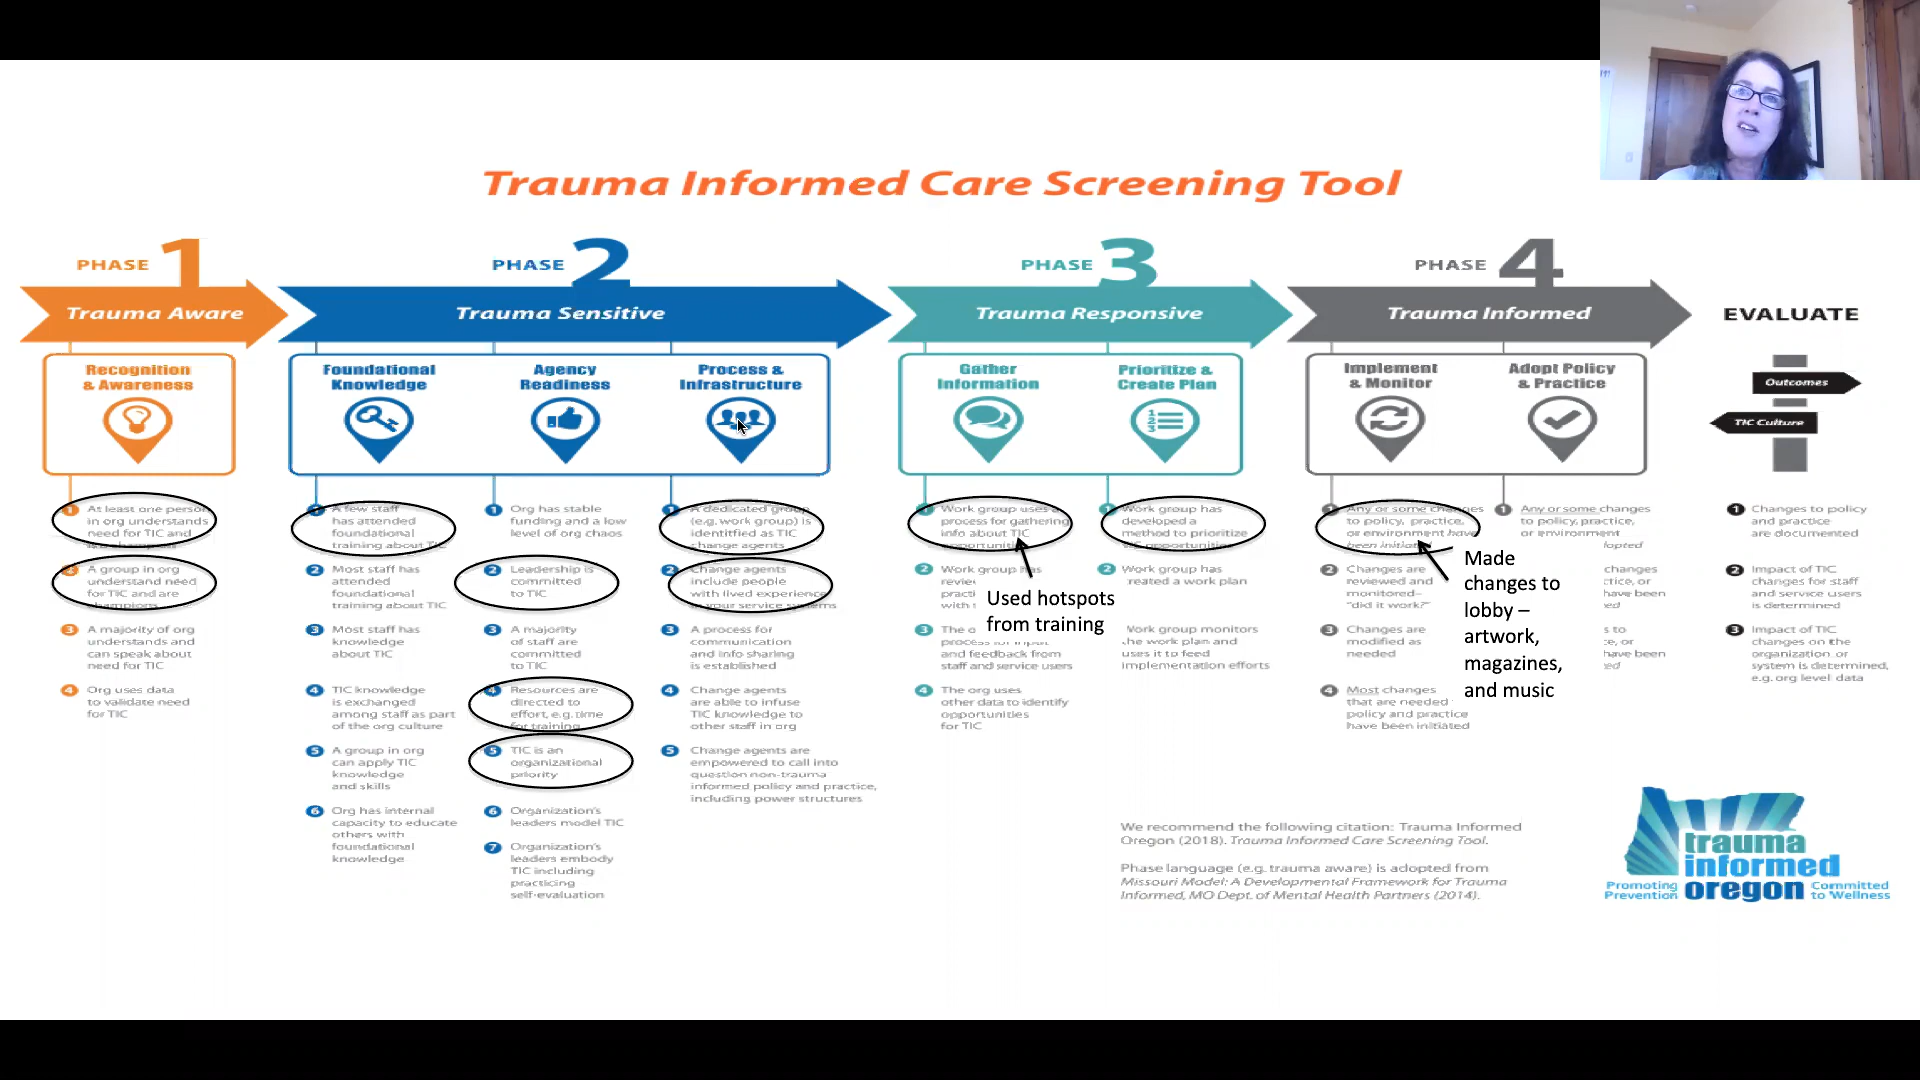 Trauma Informed Care Screening Tool
PHASE 1
Trauma Aware
PHASE 2
Trauma Sensitive
PHASE 3
Trauma Responsive
PHASE 4
Trauma Informed
EVALUATE
Recognition
& Awareness
Foundational
Knowledge
Agency
Readiness
Process &
Infrastructure
Gather
Information
Prioritize &
Create Plan
1
2
3
Implement
& Monitor
Adopt Policy
& Practice
Outcomes
TIC Culture
1 At least one person
in org understands
need for TIC and
2 A group in org
understand need
for TIC and are
champions
3 A majority of org
understands and
can speak about
need for TIC
4 Org uses data
to validate need
for TIC
1 A few staff
has attended
foundational
training about TIC
2 Most staff has
attended
foundational
training about TIC
3 Most staff has
knowledge
about TIC
4 TIC knowledge
is exchanged
among staff as part
of the org culture
5 A group in org
can apply TIC
knowledge
and skills
6 Org has internal
capacity to educate
others with
foundational
knowledge
1 Org has stable
funding and a low
level of org chaos
2 Leadership is
committed
to TIC
3 A majority
of staff are
committed
to TIC
4 Resources are
directed to
effort, e.g. time
for training
5 TIC is an
organizational
priority
6 Organization's
leaders model TIC
7 Organization's
leaders embody
TIC including
practicing
self-evaluation
1 A dedicated group
(e.g. work group) is
identitfied as TIC
change agents
2 Change agents
include people
with lived experience
in your service systems
3 A process for
communication
and info sharing
is established
4 Change agents
are able to infuse
TIC knowledge to
other staff in org
5 Change agents are
empowered to call into
question non-trauma
informed policy and practice,
including power structures
1 Work group uses a
process for gathering
info about TIC
opportunities
2 Work group has
review
practi
with
Used hotspots
from training
3 The o
process for input
and feedback from
staff and service users
4 The org uses
other data to identify
opportunities
for TIC
1 Work group has
developed a
method to prioritize
TIC opportunities
2 Work group has
created a work plan
Work group monitors
the work plan and
uses it to feed
implementation efforts
1 Any or some changes
to policy, practice,
or environment have
been initiated
2 Changes are
reviewed and
monitored–
"did it work?"
3 Changes are
modified as
needed
4 Most changes
that are needed
policy and practice
have been initiated
1 Any or some changes
to policy, practice,
or environment
opted
changes
ctice, or
have been
ed
s to
ce, or
have been
ed
Made
changes to
lobby –
artwork,
magazines,
and music
1 Changes to policy
and practice
are documented
2 Impact of TIC
changes for staff
and service users
is determined
3 Impact of TIC
changes on the
organization or
system is determined,
e.g. org level data
We recommend the following citation: Trauma Informed
Oregon (2018). Trauma Informed Care Screening Tool.
Phase language (e.g. trauma aware) is adopted from
Missouri Model: A Developmental Framework for Trauma
Informed, MO Dept. of Mental Health Partners (2014).
trauma
informed
oregon
Promoting
Prevention
Committed
to Wellness